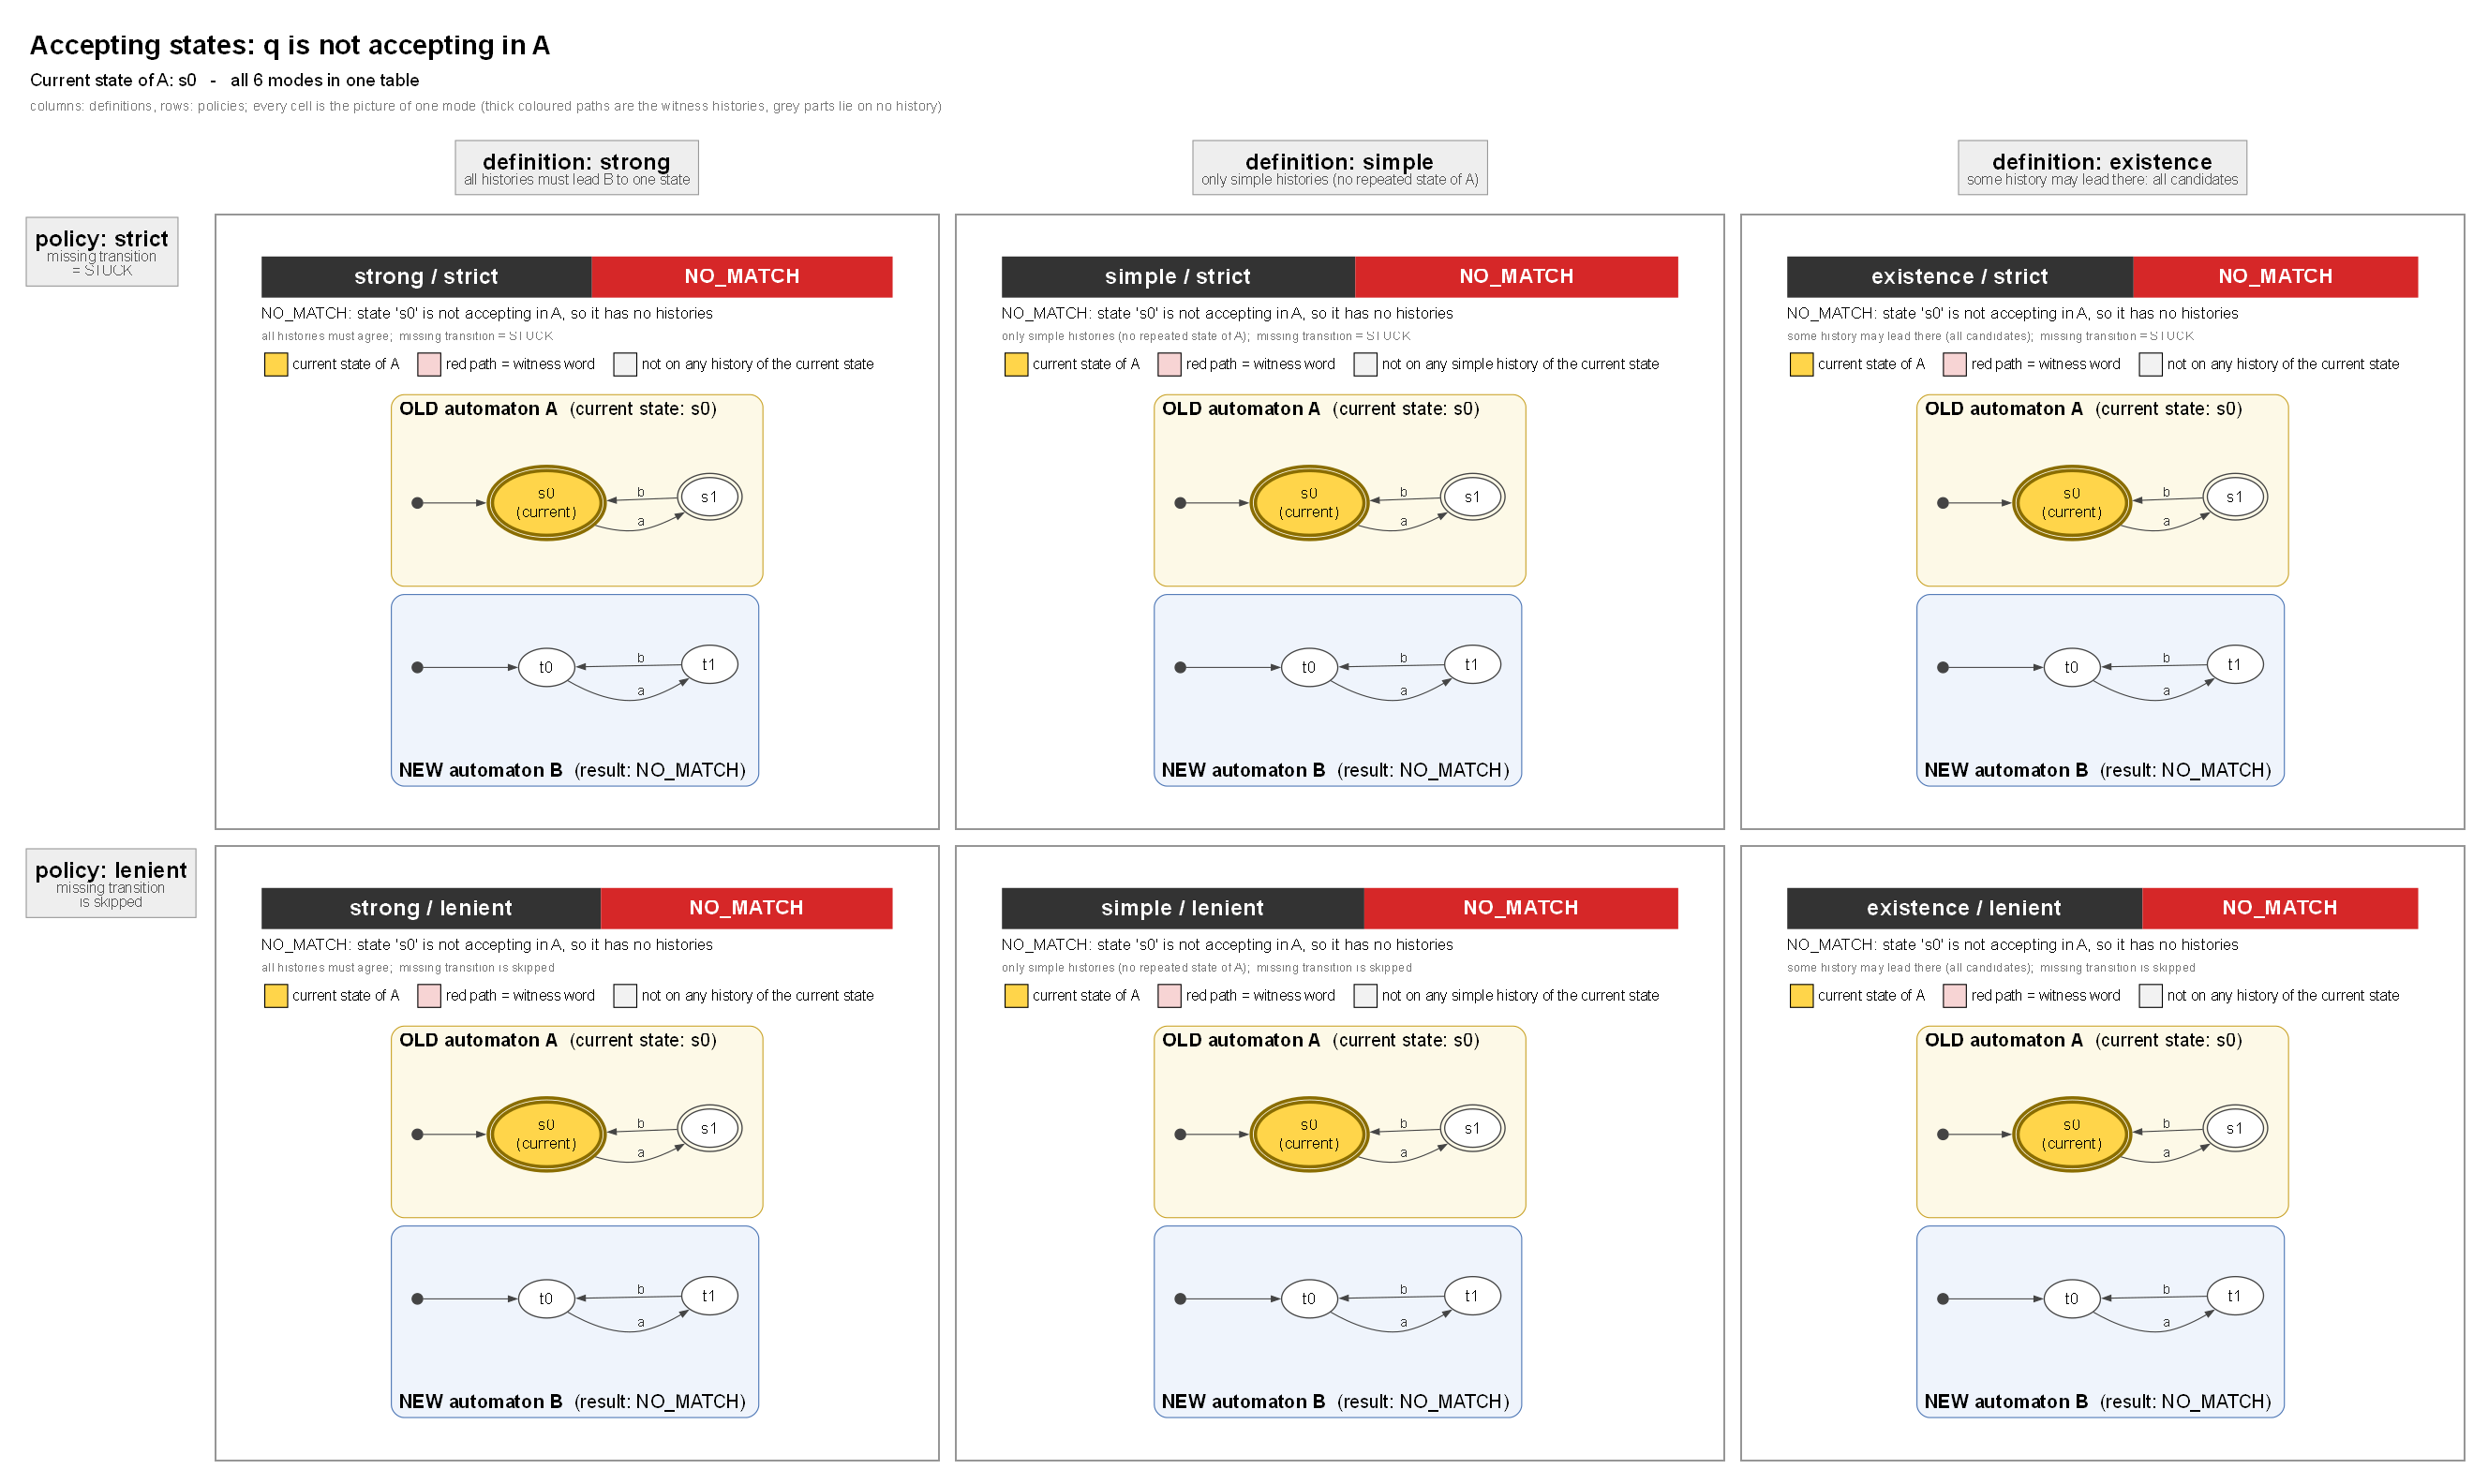 Accepting states: q is not accepting in A
Current state of A: s0 - all 6 modes in one table
columns: definitions, rows: policies; every cell is the picture of one mode (thick coloured paths are the witness histories, grey parts lie on no history)
definition: strong
all histories must lead B to one state
definition: simple
only simple histories (no repeated state of A)
definition: existence
some history may lead there: all candidates
policy: strict
missing transition
= STUCK
strong / strict NO_MATCH
NO_MATCH: state 's0' is not accepting in A, so it has no histories
all histories must agree; missing transition = STUCK
current state of A red path = witness word not on any history of the current state
OLD automaton A (current state: s0)
s0
(current)
b
a
s1
t0
b
a
t1
NEW automaton B (result: NO_MATCH)
simple / strict NO_MATCH
NO_MATCH: state 's0' is not accepting in A, so it has no histories
only simple histories (no repeated state of A); missing transition = STUCK
current state of A red path = witness word not on any simple history of the current state
OLD automaton A (current state: s0)
s0
(current)
b
a
s1
t0
b
a
t1
NEW automaton B (result: NO_MATCH)
existence / strict NO_MATCH
NO_MATCH: state 's0' is not accepting in A, so it has no histories
some history may lead there (all candidates); missing transition = STUCK
current state of A red path = witness word not on any history of the current state
OLD automaton A (current state: s0)
s0
(current)
b
a
s1
t0
b
a
t1
NEW automaton B (result: NO_MATCH)
policy: lenient
missing transition
is skipped
strong / lenient NO_MATCH
NO_MATCH: state 's0' is not accepting in A, so it has no histories
all histories must agree; missing transition is skipped
current state of A red path = witness word not on any history of the current state
OLD automaton A (current state: s0)
s0
(current)
b
a
s1
t0
b
a
t1
NEW automaton B (result: NO_MATCH)
simple / lenient NO_MATCH
NO_MATCH: state 's0' is not accepting in A, so it has no histories
only simple histories (no repeated state of A); missing transition is skipped
current state of A red path = witness word not on any simple history of the current state
OLD automaton A (current state: s0)
s0
(current)
b
a
s1
t0
b
a
t1
NEW automaton B (result: NO_MATCH)
existence / lenient NO_MATCH
NO_MATCH: state 's0' is not accepting in A, so it has no histories
some history may lead there (all candidates); missing transition is skipped
current state of A red path = witness word not on any history of the current state
OLD automaton A (current state: s0)
s0
(current)
b
a
s1
t0
b
a
t1
NEW automaton B (result: NO_MATCH)